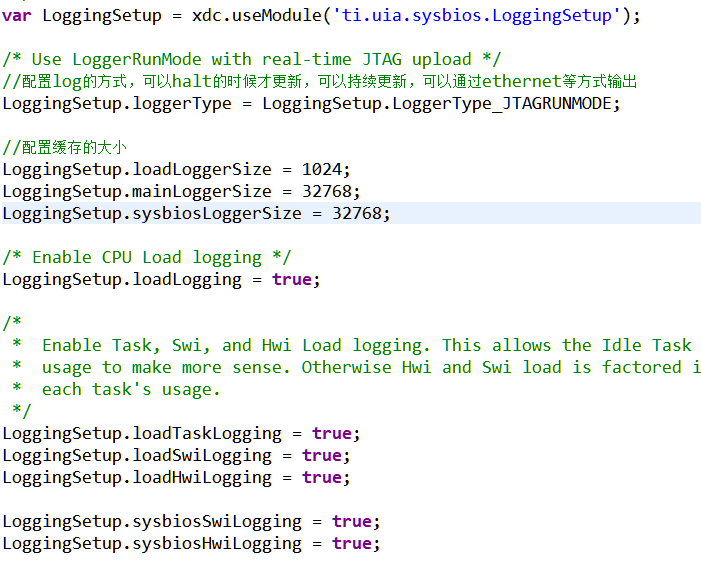 var LoggingSetup = xdc.useModule('ti.uia.sysbios.LoggingSetup');
/* Use LoggerRunMode with real-time JTAG upload */
//配置log的方式，可以halt的时候才更新，可以持续更新，可以通过ethernet等方式输出
LoggingSetup.loggerType = LoggingSetup.LoggerType_JTAGRUNMODE;
//配置缓存的大小
LoggingSetup.loadLoggerSize = 1024;
LoggingSetup.mainLoggerSize = 32768;
LoggingSetup.sysbiosLoggerSize = 32768;
/* Enable CPU Load logging */
LoggingSetup.loadLogging = true;
/*
*  Enable Task, Swi, and Hwi Load logging. This allows the Idle Task
*  usage to make more sense. Otherwise Hwi and Swi load is factored i
*  each task's usage.
*/
LoggingSetup.loadTaskLogging = true;
LoggingSetup.loadSwiLogging = true;
LoggingSetup.loadHwiLogging = true;
LoggingSetup.sysbiosSwiLogging = true;
LoggingSetup.sysbiosHwiLogging = true;